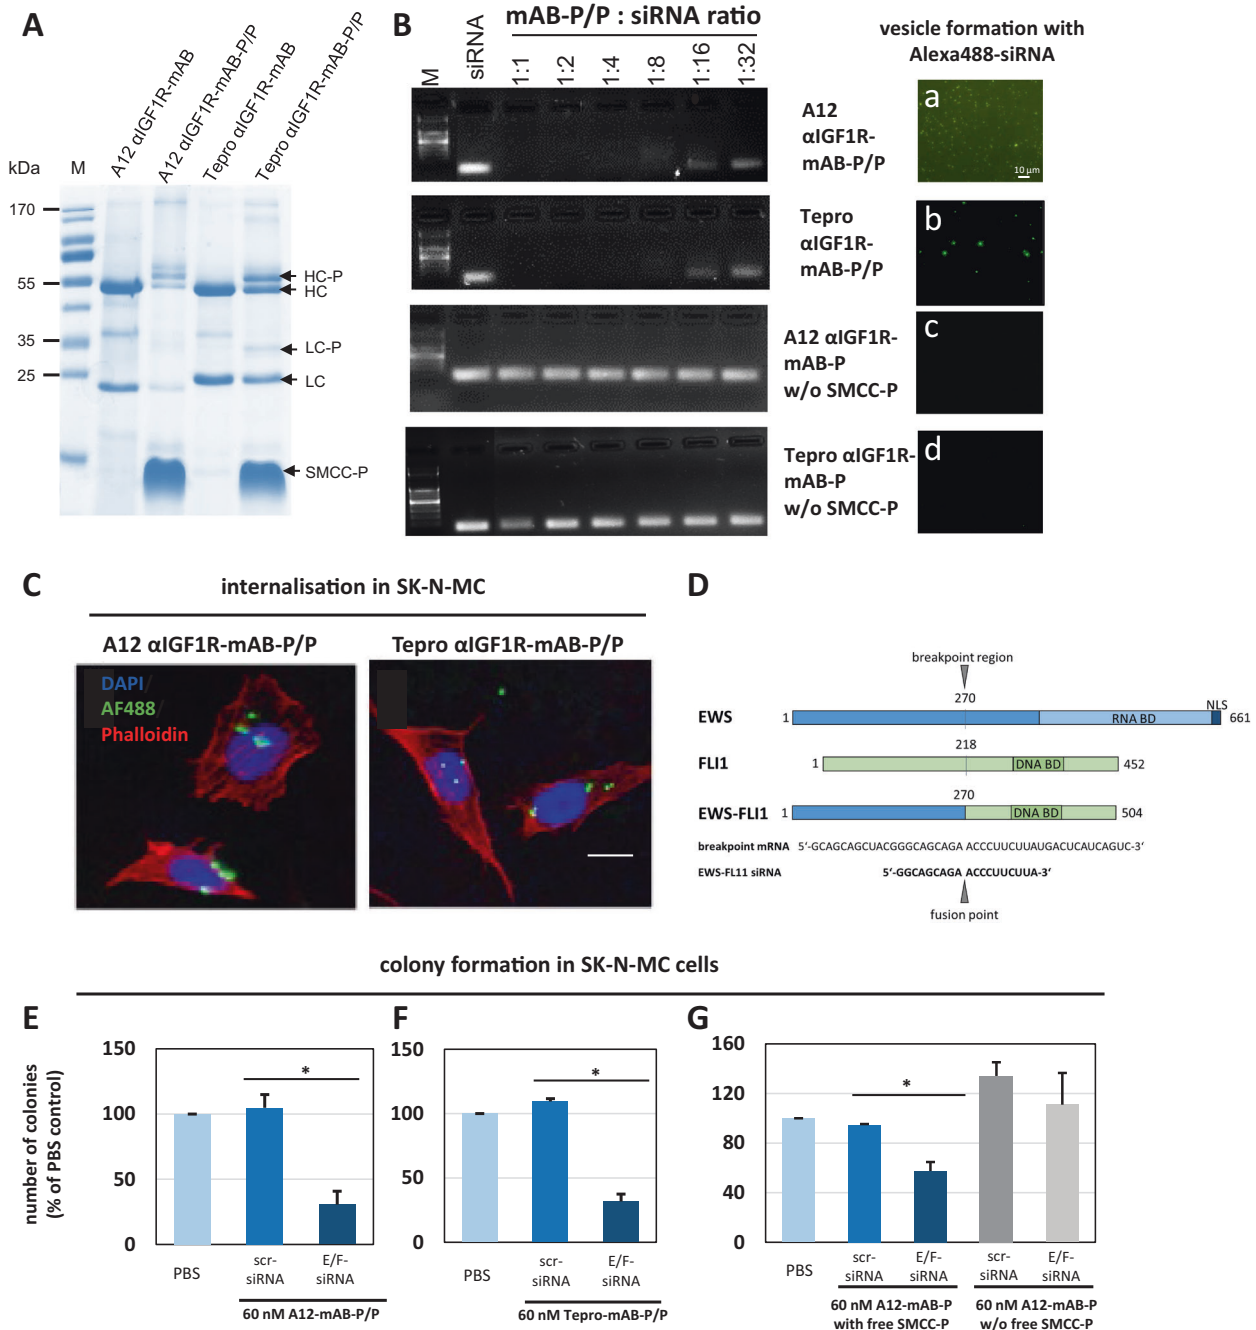 A
A12 αIGF1R-mAB
A12 αIGF1R-mAB-P/P
Tepro αIGF1R-mAB
Tepro αIGF1R-mAB-P/P
kDa
M
170
55
35
25
HC-P
HC
LC-P
LC
SMCC-P
B
mAB-P/P : siRNA ratio
M
siRNA
1:1
1:2
1:4
1:8
1:16
1:32
vesicle formation with
Alexa488-siRNA
A12
αIGF1R-
mAB-P/P
a
10 µm
Tepro
αIGF1R-
mAB-P/P
b
A12 αIGF1R-
mAB-P
w/o SMCC-P
c
Tepro αIGF1R-
mAB-P
w/o SMCC-P
d
C
internalisation in SK-N-MC
A12 αIGF1R-mAB-P/P
Tepro αIGF1R-mAB-P/P
DAPI/
AF488/
Phalloidin
D
breakpoint region
270
NLS
EWS
1
RNA BD
661
218
FLI1
1
DNA BD
452
270
EWS-FLI1
1
DNA BD
504
breakpoint mRNA 5‘-GCAGCAGCUACGGGCAGCAGA ACCCUUCUUAUGACUCAUCAGUC-3‘
EWS-FL11 siRNA 5‘-GGCAGCAGA ACCCUUCUUA-3‘
fusion point
colony formation in SK-N-MC cells
E
number of colonies
(% of PBS control)
150
100
50
0
*
PBS
scr-
siRNA
E/F-
siRNA
60 nM A12-mAB-P/P
F
150
100
50
0
*
PBS
scr-
siRNA
E/F-
siRNA
60 nM Tepro-mAB-P/P
G
160
120
80
40
0
*
PBS
scr-
siRNA
E/F-
siRNA
scr-
siRNA
E/F-
siRNA
60 nM A12-mAB-P
with free SMCC-P
60 nM A12-mAB-P
w/o free SMCC-P